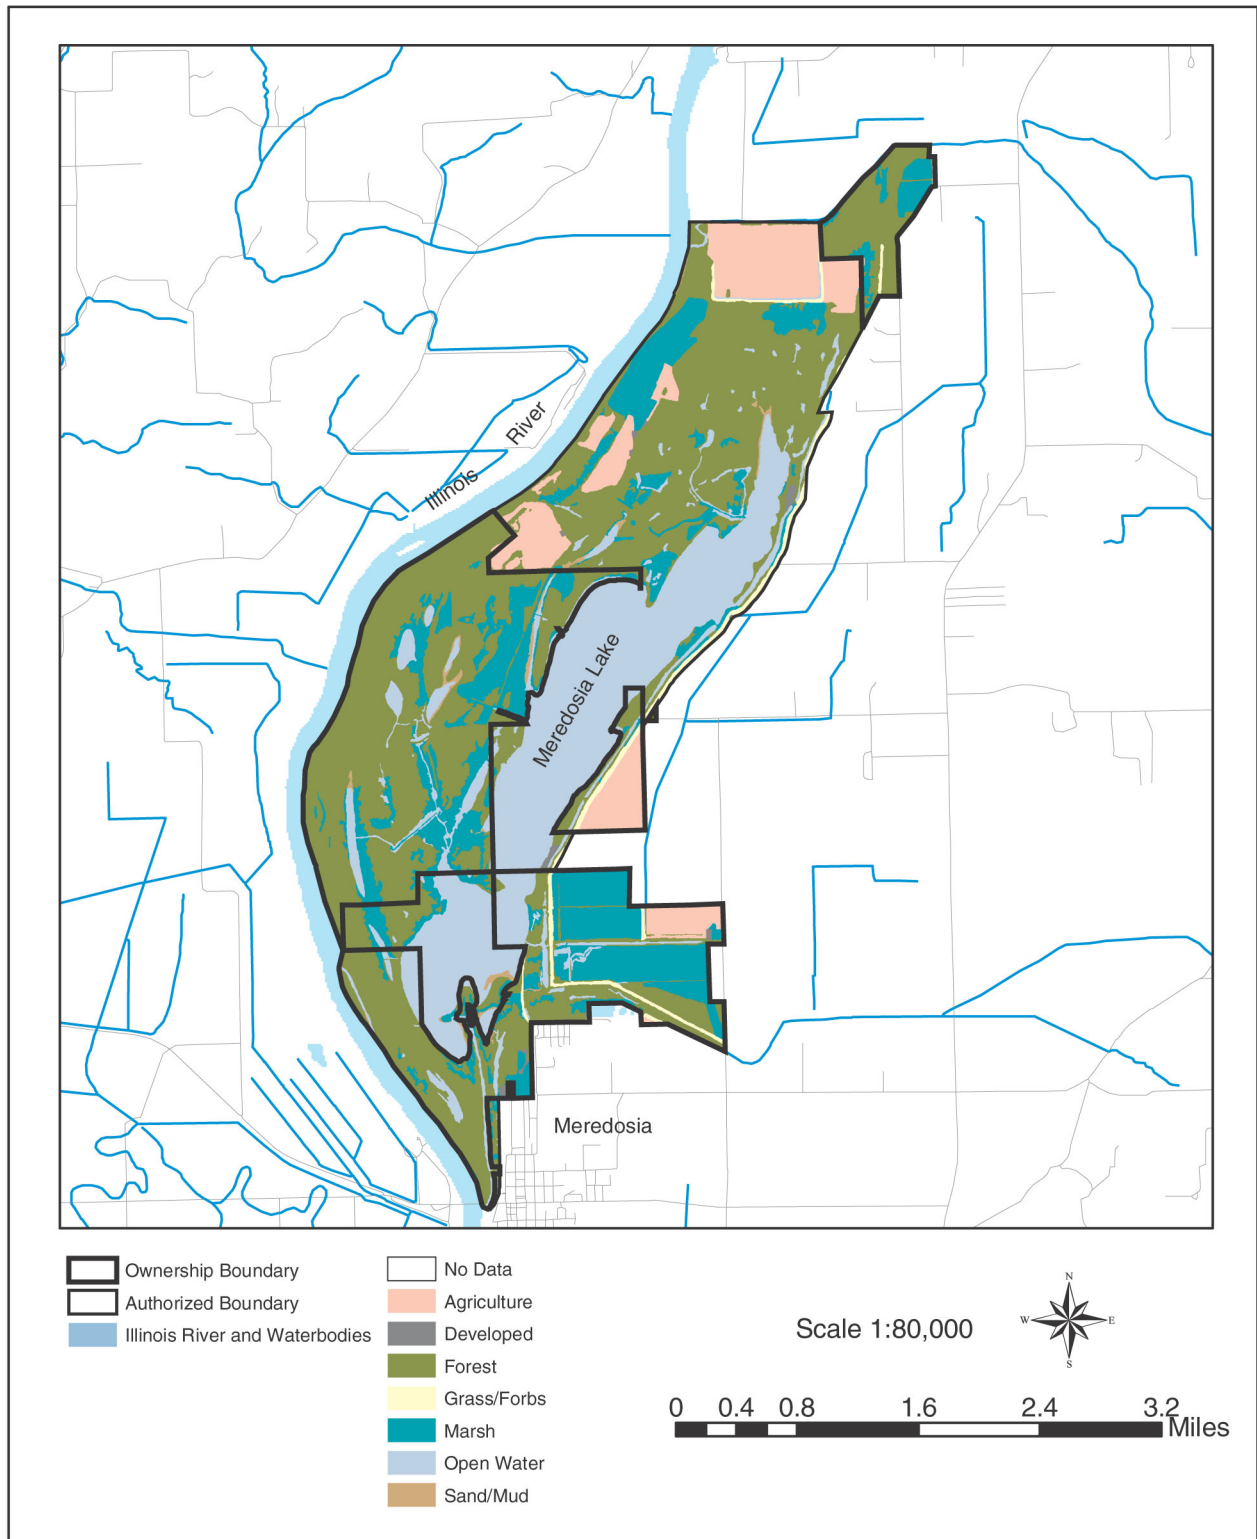 Illinois River
Meredosia Lake
Meredosia
Ownership Boundary
Authorized Boundary
Illinois River and Waterbodies
No Data
Agriculture
Developed
Forest
Grass/Forbs
Marsh
Open Water
Sand/Mud
Scale 1:80,000
N
W E
S
0 0.4 0.8 1.6 2.4 3.2
Miles